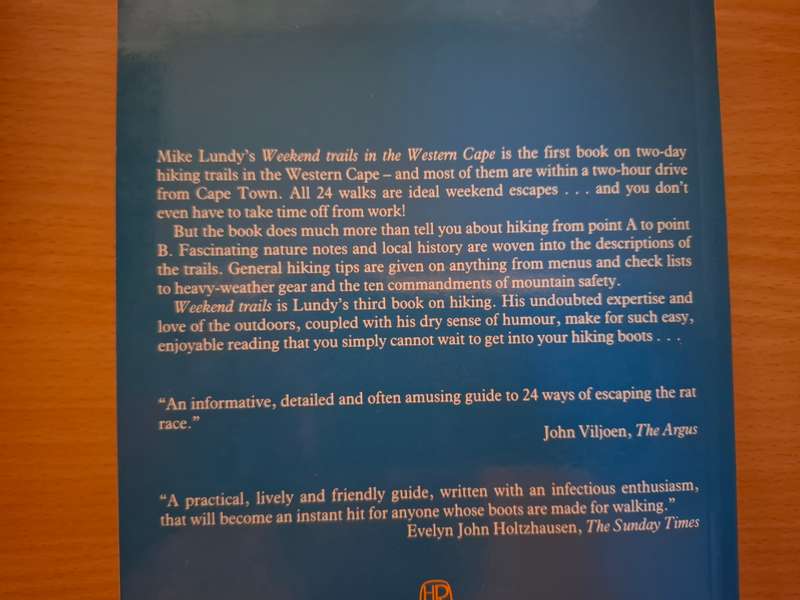 Mike Lundy's Weekend trails in the Western Cape is the first book on two-day
hiking trails in the Western Cape – and most of them are within a two-hour drive
from Cape Town. All 24 walks are ideal weekend escapes . . . and you don't
even have to take time off from work!
But the book does much more than tell you about hiking from point A to point
B. Fascinating nature notes and local history are woven into the descriptions of
the trails. General hiking tips are given on anything from menus and check lists
to heavy-weather gear and the ten commandments of mountain safety.
Weekend trails is Lundy's third book on hiking. His undoubted expertise and
love of the outdoors, coupled with his dry sense of humour, make for such easy,
enjoyable reading that you simply cannot wait to get into your hiking boots . . .
“An informative, detailed and often amusing guide to 24 ways of escaping the rat
race.”
John Viljoen, The Argus
“A practical, lively and friendly guide, written with an infectious enthusiasm,
that will become an instant hit for anyone whose boots are made for walking.”
Evelyn John Holtzhausen, The Sunday Times